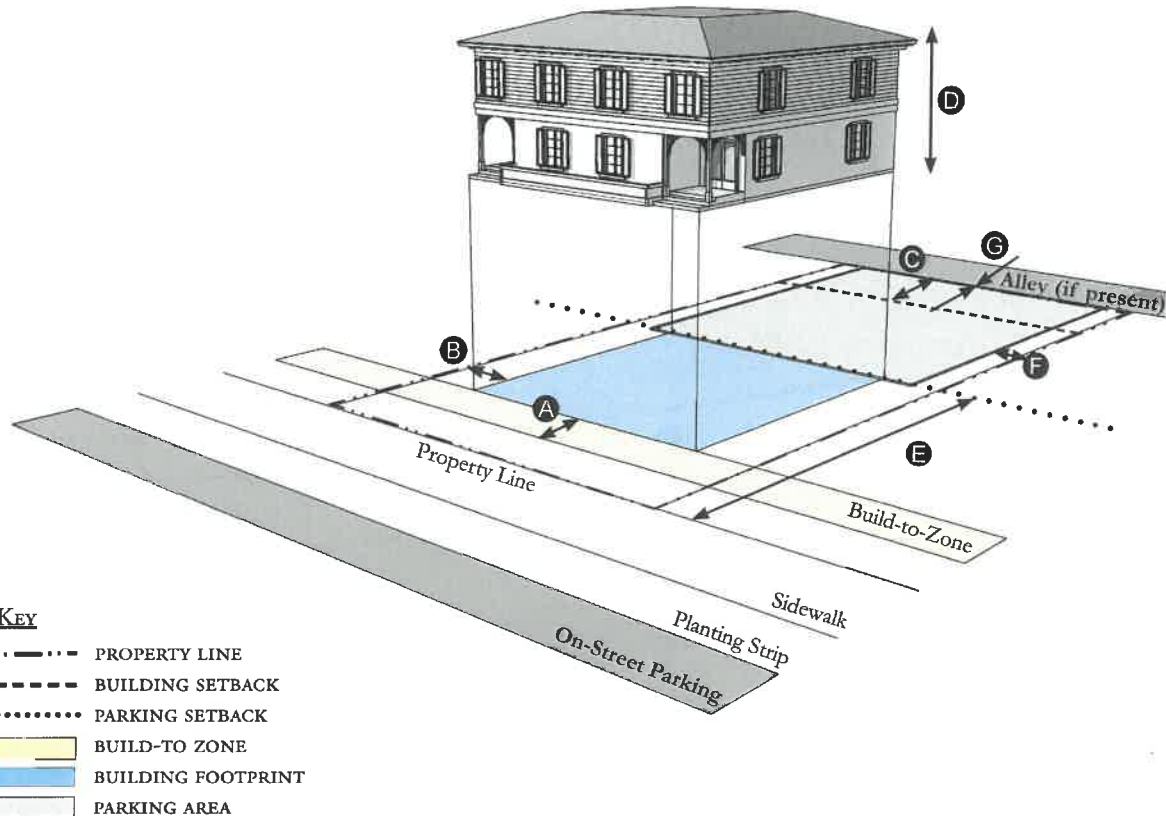 D
G
C
Alley (if present)
B
F
A
E
Property Line
Build-to-Zone
Sidewalk
Planting Strip
On-Street Parking
KEY
PROPERTY LINE
BUILDING SETBACK
PARKING SETBACK
BUILD-TO ZONE
BUILDING FOOTPRINT
PARKING AREA